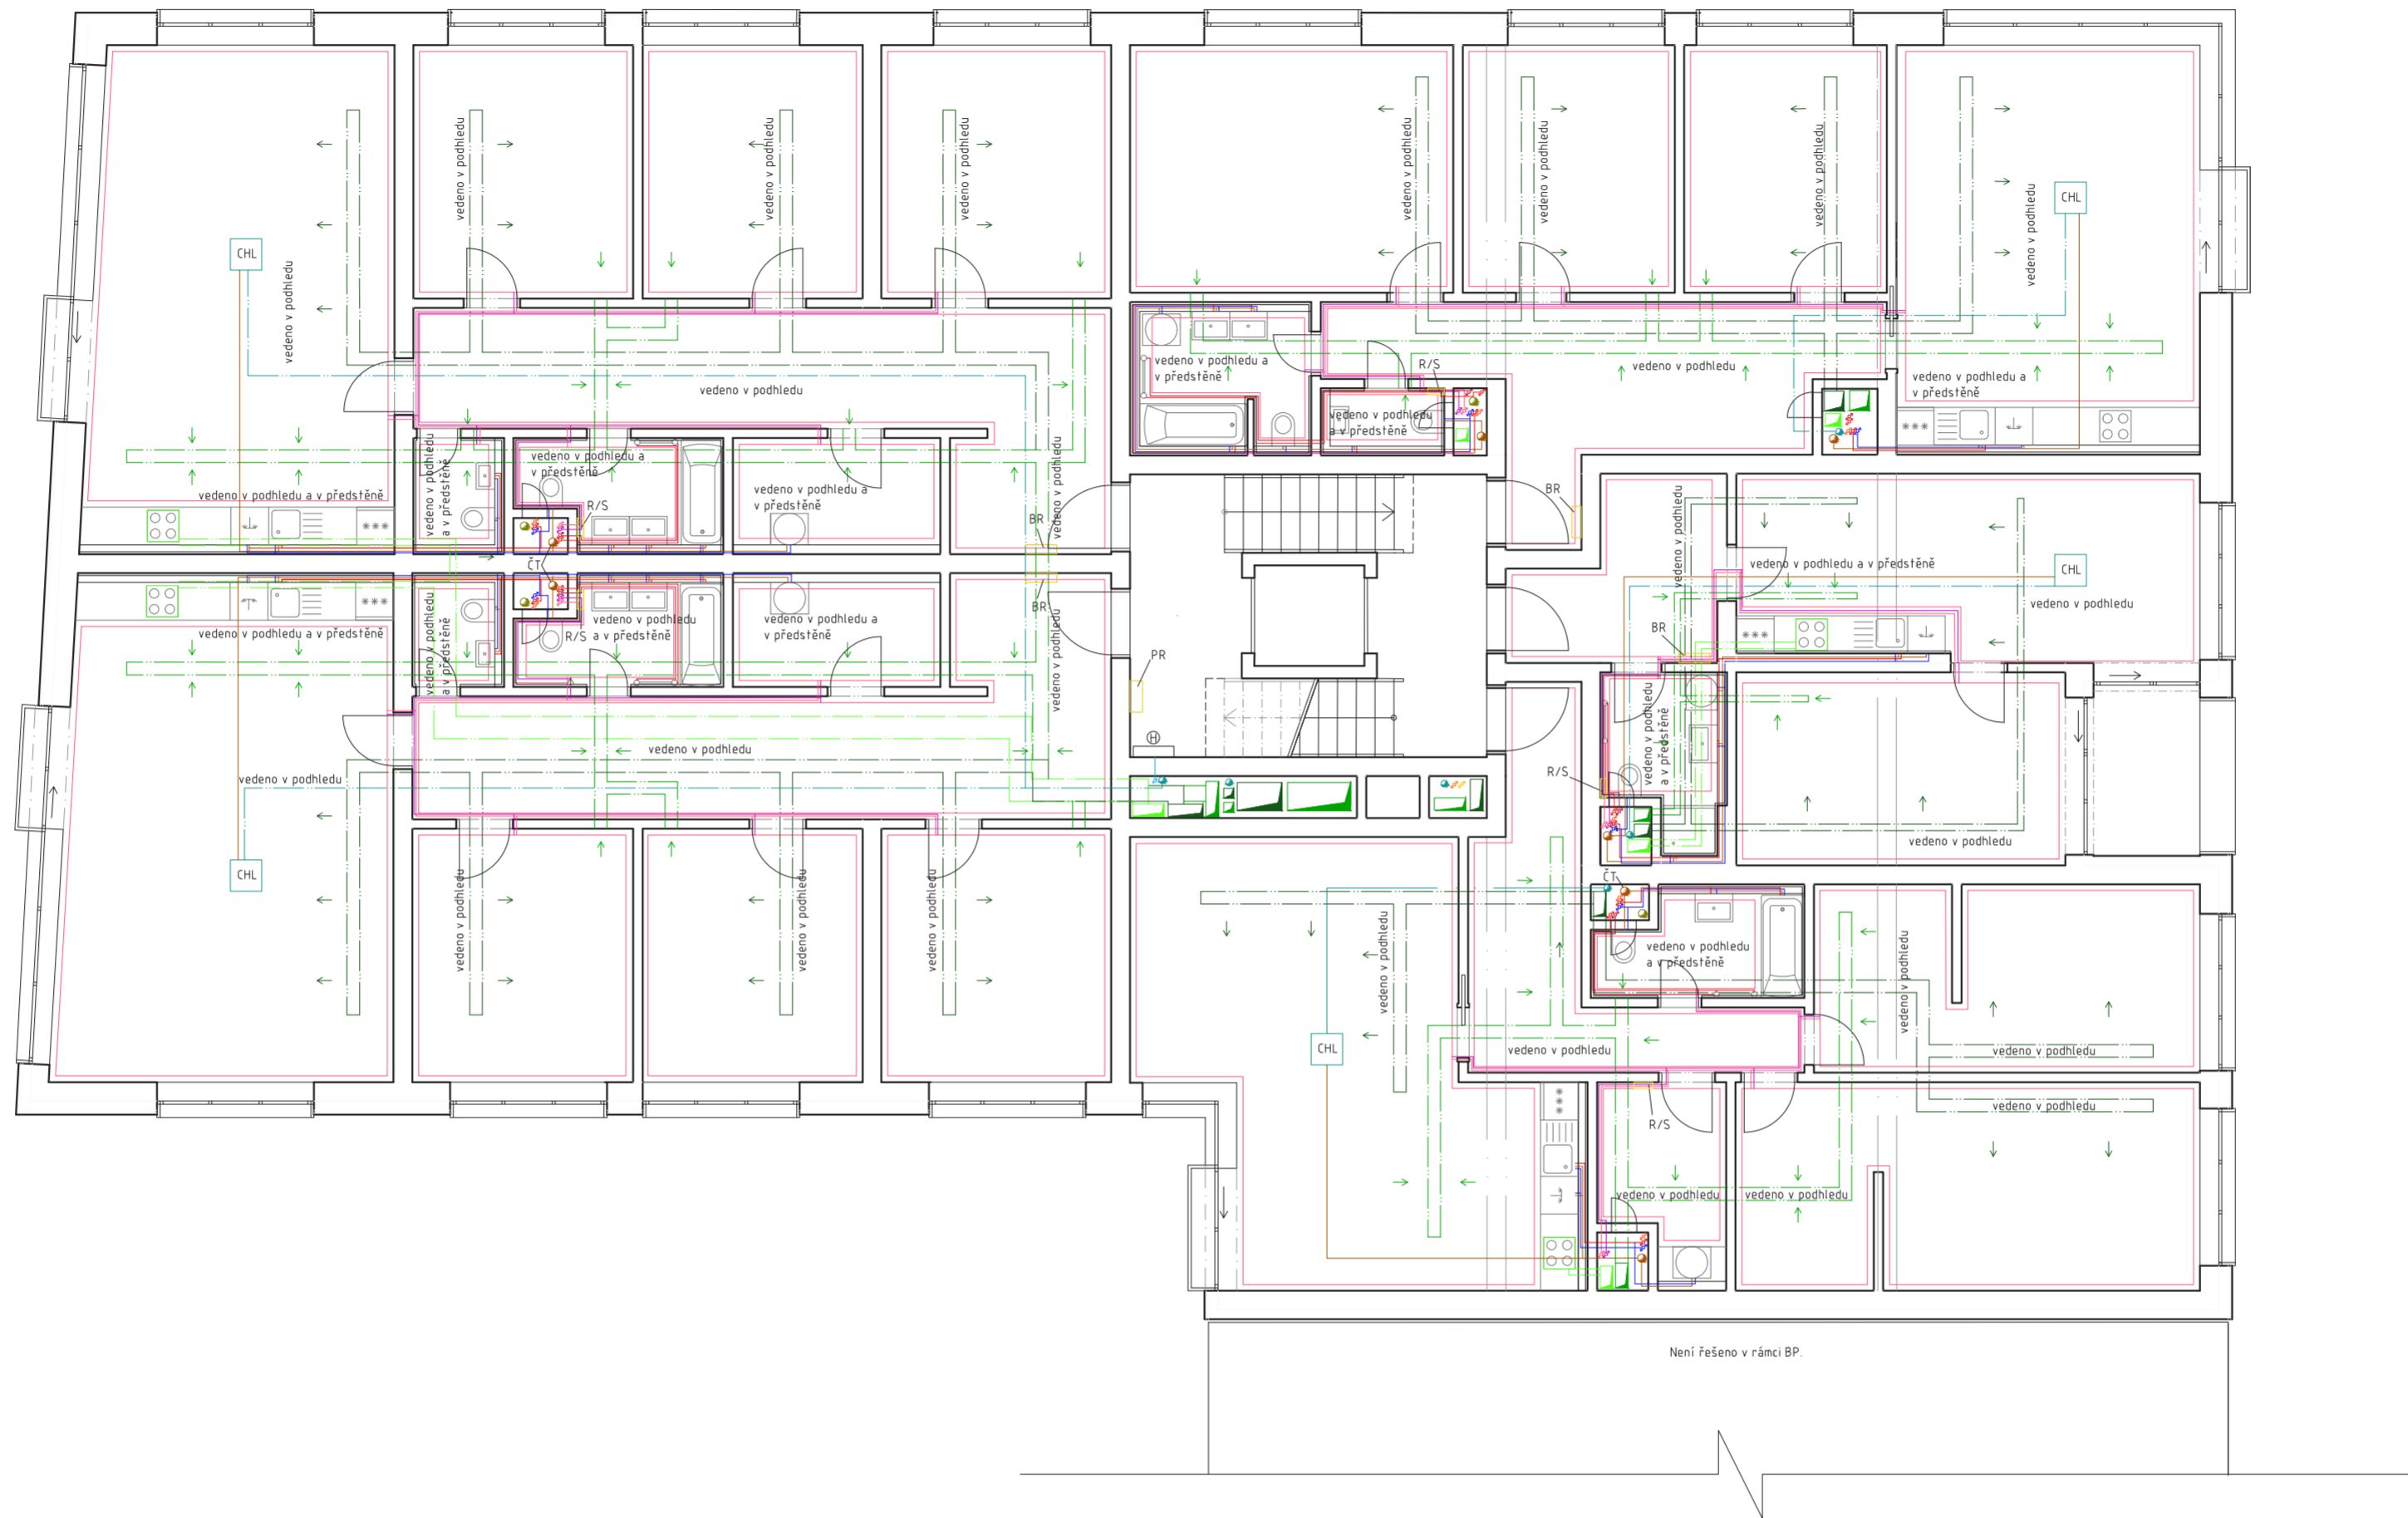 vedeno v podhledu
vedeno v podhledu
vedeno v podhledu
vedeno v podhledu
vedeno v podhledu
vedeno v podhledu
CHL
vedeno v podhledu
CHL
vedeno v podhledu
vedeno v podhledu a
v předstěně
R/S
vedeno v podhledu
vedeno v podhledu a
v předstěně
vedeno v podhledu
vedeno v podhledu
a v předstěně
vedeno v podhledu
a v předstěně
vedeno v podhledu a
v předstěně
vedeno v podhledu a
v předstěně
vedeno v podhledu
vedeno v podhledu a v předstěně
R/S
BR
BR
vedeno v podhledu
ČT
vedeno v podhledu a v předstěně
CHL
vedeno v podhledu
BR
vedeno v podhledu
a v předstěně
R/S
vedeno v podhledu
a v předstěně
vedeno v podhledu a
v předstěně
vedeno v podhledu
vedeno v podhledu a v předstěně
BR
PR
H
vedeno v podhledu
a v předstěně
vedeno v podhledu
vedeno v podhledu
R/S
vedeno v podhledu
CHL
vedeno v podhledu
vedeno v podhledu
vedeno v podhledu
ČT
vedeno v podhledu
vedeno v podhledu
a v předstěně
vedeno v podhledu
CHL
vedeno v podhledu
vedeno v podhledu
vedeno v podhledu
R/S
vedeno v podhledu
vedeno v podhledu
Není řešeno v rámci BP.